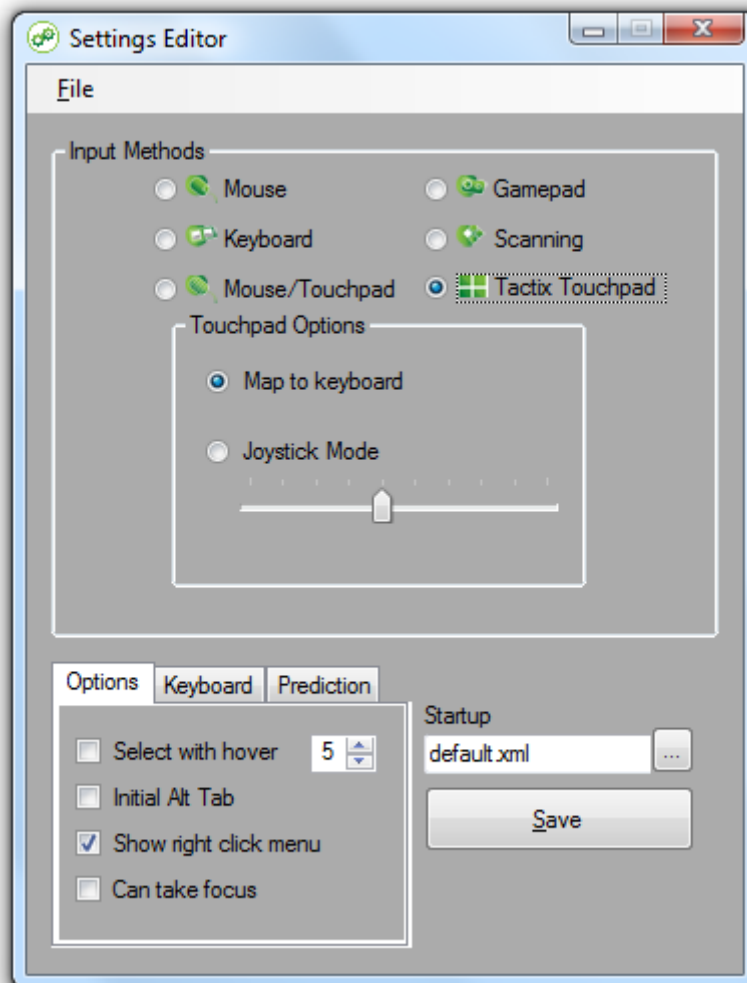 Settings Editor
File
Input Methods
Mouse
Gamepad
Keyboard
Scanning
Mouse/Touchpad
Tactix Touchpad
Touchpad Options
Map to keyboard
Joystick Mode
Options
Keyboard
Prediction
Select with hover
5
Initial Alt Tab
Show right click menu
Can take focus
Startup
default.xml
...
Save